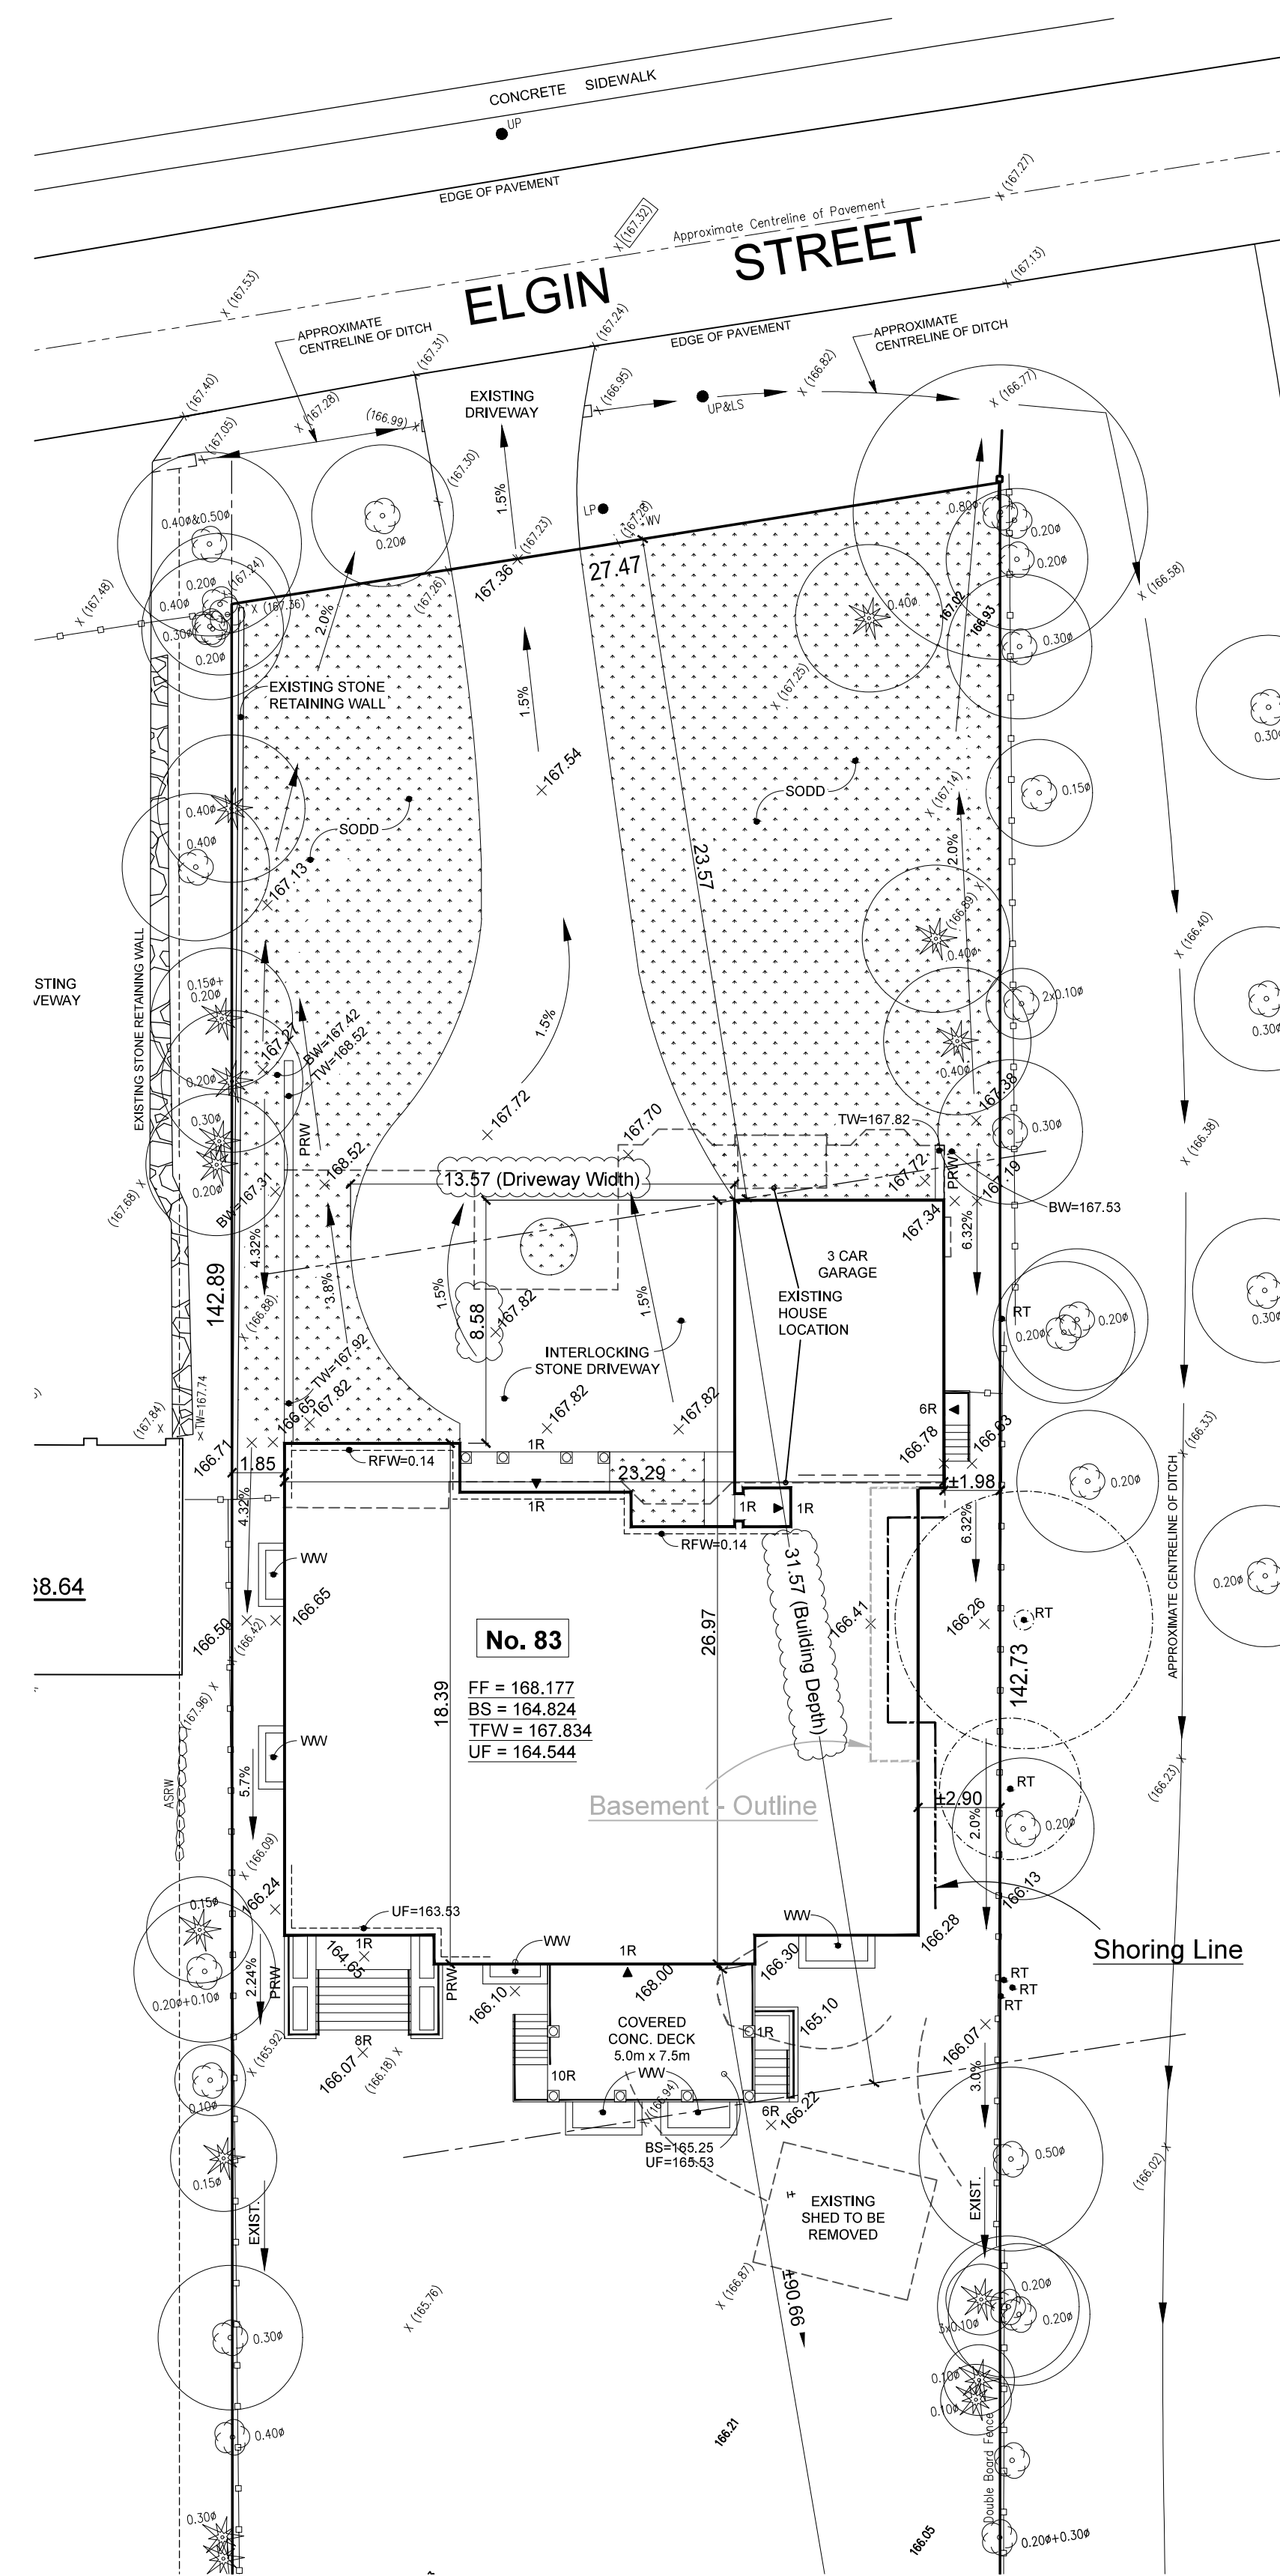 CONCRETE SIDEWALK
UP
EDGE OF PAVEMENT
X (167.27)
X (167.32)
Approximate Centreline of Pavement
ELGIN STREET
X (167.53)
X (167.13)
APPROXIMATE
CENTRELINE OF DITCH
X (167.31)
X (167.24)
EDGE OF PAVEMENT
APPROXIMATE
CENTRELINE OF DITCH
X (167.40)
X (167.28)
(166.99) X
EXISTING
DRIVEWAY
X (166.95)
UP&LS
X (166.82)
X (166.77)
X (167.05)
X (167.30)
1.5%
LP
X (167.28)
WV
0.40ø&0.50ø
0.20ø
0.80ø
0.20ø
0.20ø
X (167.48)
0.20ø
X (167.24)
0.40ø
X (167.36)
0.30ø
0.20ø
2.0%
(167.26)
167.36
X (167.23)
27.47
0.40ø
167.02
166.93
0.30ø
X (166.58)
EXISTING STONE
RETAINING WALL
1.5%
X (167.25)
0.30ø
167.54
SODD
SODD
X (167.14)
0.15ø
0.40ø
0.40ø
167.13
23.57
2.0%
(166.89) X
0.40ø
X (166.40)
EXISTING STONE RETAINING WALL
STING
VEWAY
0.15ø+
0.20ø
167.27
BW=167.42
TW=168.52
1.5%
2x0.10ø
0.30ø
0.20ø
0.40ø
167.38
PRW
167.72
167.70
TW=167.82
0.30ø
0.30ø
0.20ø
X (166.38)
168.52
13.57 (Driveway Width)
167.72
PRW
167.19
(167.68) X
BW=167.31
BW=167.53
167.34
4.32%
3.8%
6.32%
3 CAR
GARAGE
142.89
X (166.88)
1.5%
8.58
167.82
1.5%
EXISTING
HOUSE
LOCATION
RT
0.20ø
0.20ø
0.30ø
TW=167.92
INTERLOCKING
STONE DRIVEWAY
TW=167.74
(167.84) X
166.65
167.82
167.82
167.82
6R
166.78
166.63
X (166.33)
166.71
1.85
RFW=0.14
1R
23.29
±1.98
0.20ø
4.32%
1R
1R
1R
6.32%
RFW=0.14
APPROXIMATE CENTRELINE OF DITCH
WW
0.20ø
68.64
166.65
166.50
X (166.42)
No. 83
26.97
31.57 (Building Depth)
166.41
166.26
RT
142.73
18.39
FF = 168.177
BS = 164.824
TFW = 167.834
UF = 164.544
(167.96) X
WW
ASRW
5.7%
Basement - Outline
±2.90
RT
2.0%
0.20ø
(166.23) X
X (166.09)
166.24
0.15ø
UF=163.53
166.13
1R
164.65
WW
1R
WW
166.30
166.28
Shoring Line
2.24%
PRW
PRW
0.20ø+0.10ø
166.10
168.00
RT
RT
RT
COVERED
CONC. DECK
5.0m x 7.5m
1R
165.10
8R
166.07
(166.18) X
X (165.92)
166.07
10R
WW
3.0%
0.10ø
X (166.94)
6R
166.22
BS=165.25
UF=165.53
0.50ø
(166.02) X
0.15ø
EXIST.
EXISTING
SHED TO BE
REMOVED
EXIST.
X (165.76)
X (166.87)
±90.66
0.20ø
0.20ø
3x0.10ø
0.30ø
0.10ø
0.10ø
0.40ø
166.21
Double Board Fence
0.30ø
166.05
0.20ø+0.30ø